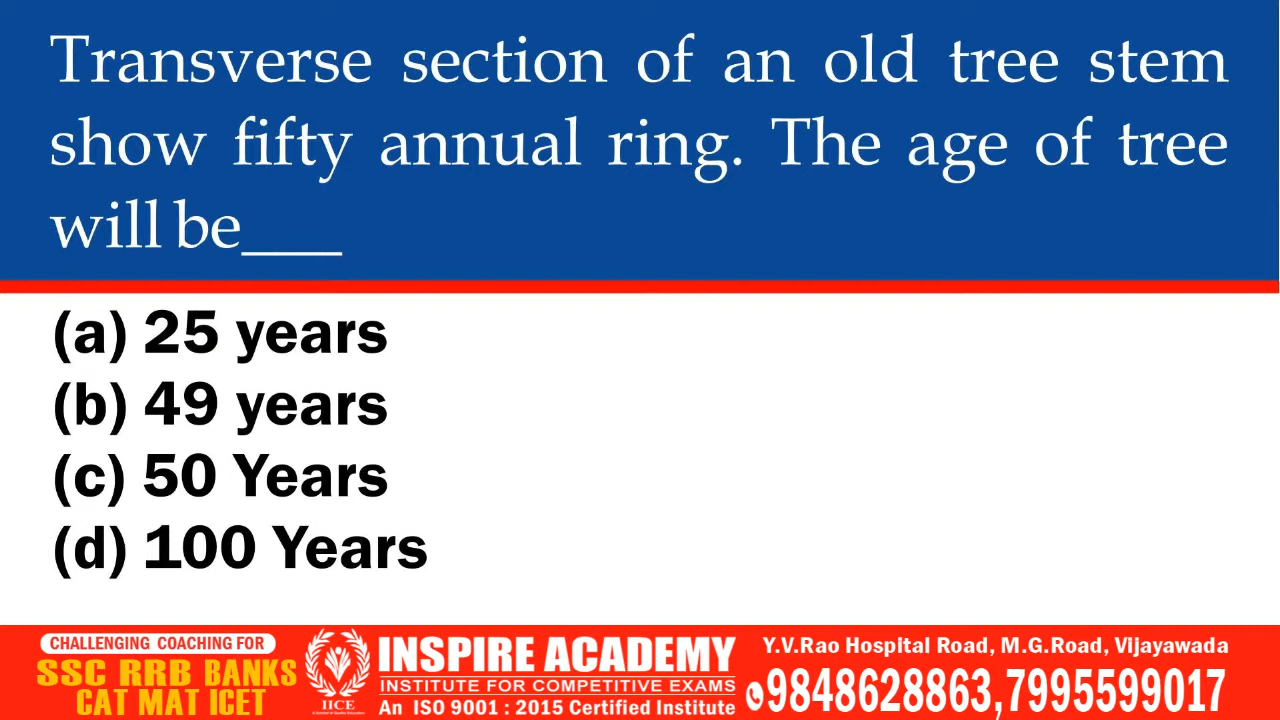 Transverse section of an old tree stem
show fifty annual ring. The age of tree
will be___
(a) 25 years
(b) 49 years
(c) 50 Years
(d) 100 Years
CHALLENGING COACHING FOR
SSC RRB BANKS
CAT MAT ICET
IICE
INSPIRE ACADEMY
INSTITUTE FOR COMPETITIVE EXAMS
An ISO 9001 : 2015 Certified Institute
Y.V.Rao Hospital Road, M.G.Road, Vijayawada
9848628863,7995599017